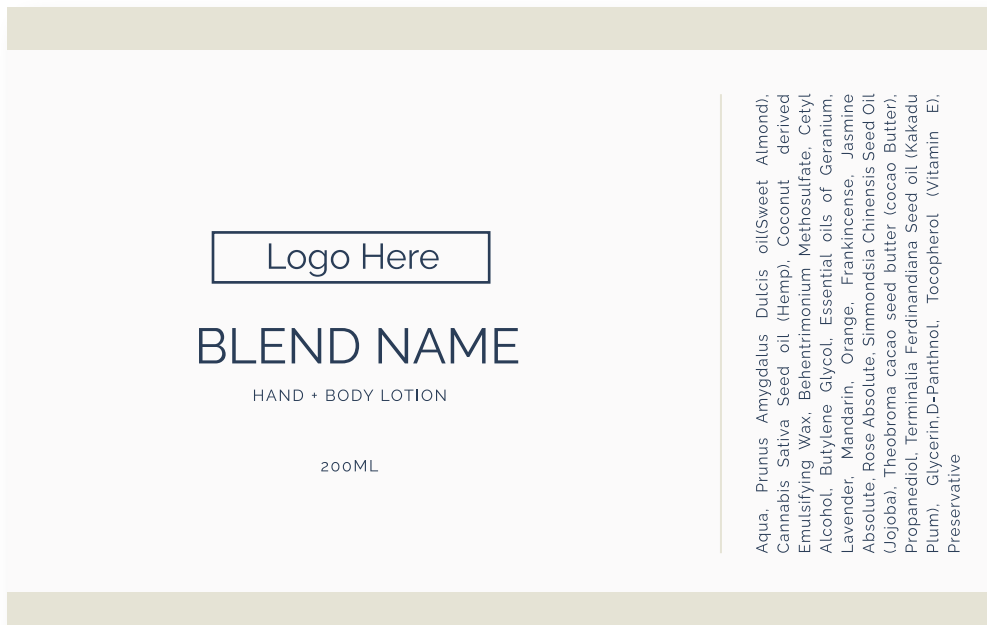 Logo Here
BLEND NAME
HAND + BODY LOTION
200ML
Aqua, Prunus Amygdalus Dulcis oil(Sweet Almond),
Cannabis Sativa Seed oil (Hemp), Coconut derived
Emulsifying Wax, Behentrimonium Methosulfate, Cetyl
Alcohol, Butylene Glycol, Essential oils of Geranium,
Lavender, Mandarin, Orange, Frankincense, Jasmine
Absolute, Rose Absolute, Simmondsia Chinensis Seed Oil
(Jojoba), Theobroma cacao seed butter (cocao Butter),
Propanediol, Terminalia Ferdinandiana Seed oil (Kakadu
Plum), Glycerin,D-Panthnol, Tocopherol (Vitamin E),
Preservative